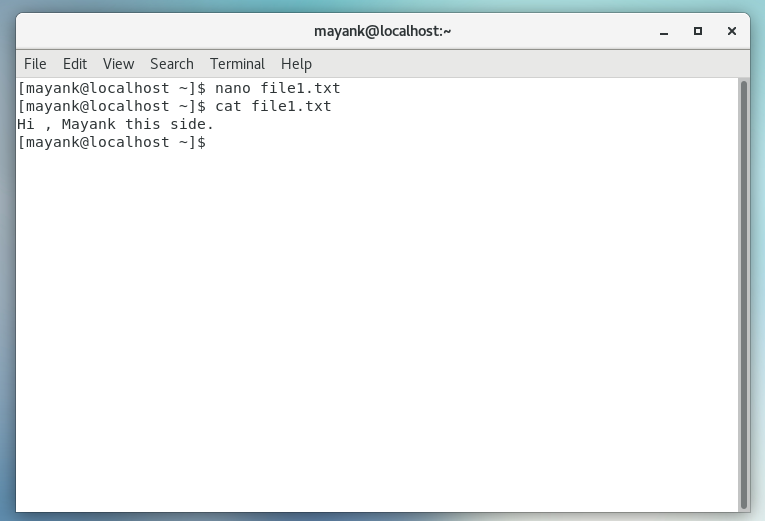 mayank@localhost:~
File Edit View Search Terminal Help
[mayank@localhost ~]$ nano file1.txt
[mayank@localhost ~]$ cat file1.txt
Hi , Mayank this side.
[mayank@localhost ~]$